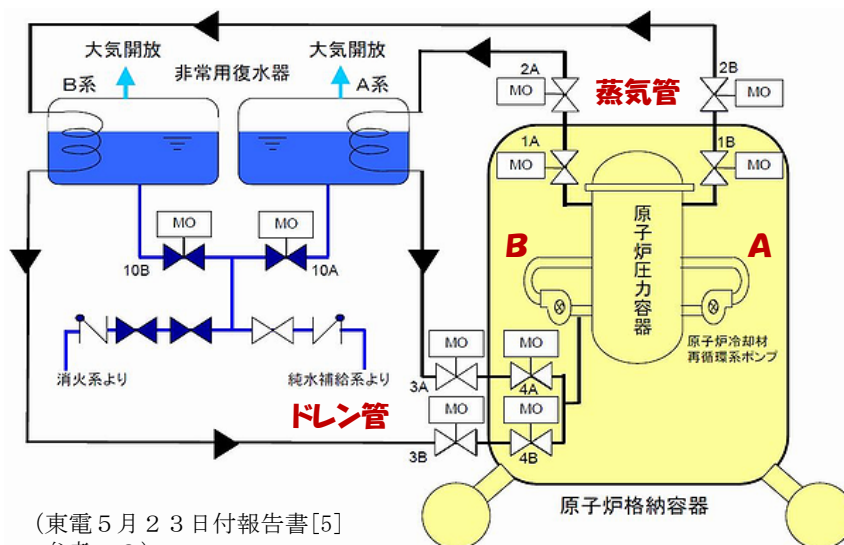 大気開放
大気開放
非常用復水器
B系
A系
2A
2B
MO
蒸気管
MO
1A
1B
MO
MO
原子炉圧力容器
MO
MO
B
A
10B
10A
原子炉冷却材
再循環系ポンプ
消火系より
純水補給系より
MO
MO
3A
4A
ドレン管
MO
MO
3B
4B
原子炉格納容器
(東電5月23日付報告書[5]